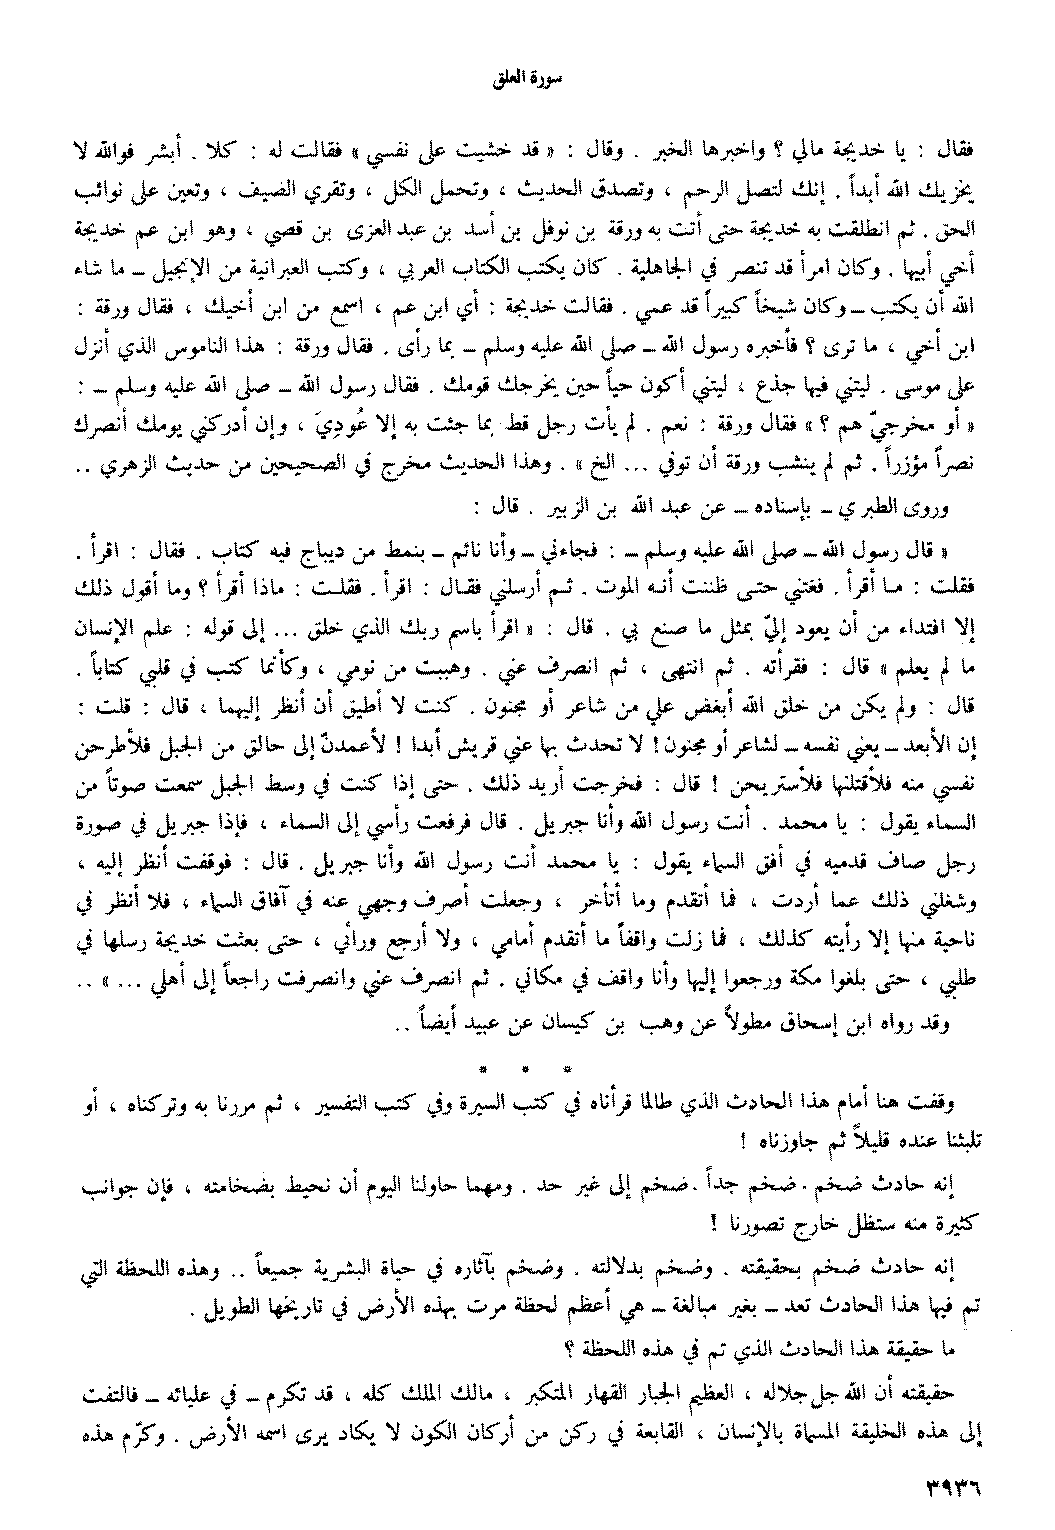 سورة العلق
فقال : يا خديجة مالي ؟ واخبرها الخبر . وقال : « قد خشيت على نفسي » فقالت له : كلا . أبشر فوالله لا
يخزيك الله أبداً . إنك لتصل الرحم ، وتصدق الحديث ، وتحمل الكل ، وتقري الضيف ، وتعين على نوائب
الحق . ثم انطلقت به خديجة حتى أتت به ورقة بن نوفل بن أسد بن عبد العزى بن قصي ، وهو ابن عم خديجة
أخي أبيها . وكان امرأ قد تنصر في الجاهلية . كان يكتب الكتاب العربي ، وكتب العبرانية من الإنجيل ــ ما شاء
الله أن يكتب ــ وكان شيخاً كبيراً قد عمي . فقالت خديجة : أي ابن عم ، اسمع من ابن أخيك ، فقال ورقة :
ابن أخي ، ما ترى ؟ فأخبره رسول الله ــ صلى الله عليه وسلم ــ بما رأى . فقال ورقة : هذا الناموس الذي أنزل
على موسى . ليتني فيها جذع ، ليتني أكون حياً حين يخرجك قومك . فقال رسول الله ــ صلى الله عليه وسلم ــ :
« أو مخرجيّ هم ؟ » فقال ورقة : نعم . لم يأت رجل قط بما جئت به إلا عُودِيَ ، وإن أدركني يومك أنصرك
نصراً مؤزراً . ثم لم ينشب ورقة أن توفي ... الخ » . وهذا الحديث مخرج في الصحيحين من حديث الزهري ..
وروى الطبري ــ بإسناده ــ عن عبد الله بن الزبير . قال :
« قال رسول الله ــ صلى الله عليه وسلم ــ : فجاءني ــ وأنا نائم ــ بنمط من ديباج فيه كتاب . فقال : اقرأ .
فقلت : ما أقرأ . فغتني حتى ظننت أنه الموت . ثم أرسلني فقال : اقرأ . فقلت : ماذا أقرأ ؟ وما أقول ذلك
إلا افتداء من أن يعود إليّ بمثل ما صنع بي . قال : « اقرأ باسم ربك الذي خلق ... إلى قوله : علم الإنسان
ما لم يعلم » قال : فقرأته . ثم انتهى ، ثم انصرف عني . وهببت من نومي ، وكأنما كتب في قلبي كتاباً .
قال : ولم يكن من خلق الله أبغض علي من شاعر أو مجنون . كنت لا أطيق أن أنظر إليهما ، قال : قلت :
إن الأبعد ــ يعني نفسه ــ لشاعر أو مجنون ! لا تحدث بها عني قريش أبدا ! لأعمدنّ إلى حالق من الجبل فلأطرحن
نفسي منه فلأقتلنها فلأستريحن ! قال : فخرجت أريد ذلك . حتى إذا كنت في وسط الجبل سمعت صوتاً من
السماء يقول : يا محمد . أنت رسول الله وأنا جبريل . قال فرفعت رأسي إلى السماء ، فإذا جبريل في صورة
رجل صاف قدميه في أفق السماء يقول : يا محمد أنت رسول الله وأنا جبريل . قال : فوقفت أنظر إليه ،
وشغلني ذلك عما أردت ، فما أتقدم وما أتأخر ، وجعلت أصرف وجهي عنه في آفاق السماء ، فلا أنظر في
ناحية منها إلا رأيته كذلك ، فما زلت واقفاً ما أتقدم أمامي ، ولا أرجع ورائي ، حتى بعثت خديجة رسلها في
طلبي ، حتى بلغوا مكة ورجعوا إليها وأنا واقف في مكاني . ثم انصرف عني وانصرفت راجعاً إلى أهلي ... » ..
وقد رواه ابن إسحاق مطولاً عن وهب بن كيسان عن عبيد أيضاً ..
* * *
وقفت هنا أمام هذا الحادث الذي طالما قرأناه في كتب السيرة وفي كتب التفسير ، ثم مررنا به وتركناه ، أو
تلبثنا عنده قليلاً ثم جاوزناه !
إنه حادث ضخم . ضخم جداً . ضخم إلى غير حد . ومهما حاولنا اليوم أن نحيط بضخامته ، فإن جوانب
كثيرة منه ستظل خارج تصورنا !
إنه حادث ضخم بحقيقته . وضخم بدلالته . وضخم بآثاره في حياة البشرية جميعاً .. وهذه اللحظة التي
تم فيها هذا الحادث تعد ــ بغير مبالغة ــ هي أعظم لحظة مرت بهذه الأرض في تاريخها الطويل .
ما حقيقة هذا الحادث الذي تم في هذه اللحظة ؟
حقيقته أن الله جل جلاله ، العظيم الجبار القهار المتكبر ، مالك الملك كله ، قد تكرم ــ في عليائه ــ فالتفت
إلى هذه الخليقة المسماة بالإنسان ، القابعة في ركن من أركان الكون لا يكاد يرى اسمه الأرض . وكرّم هذه
٣٩٣٦